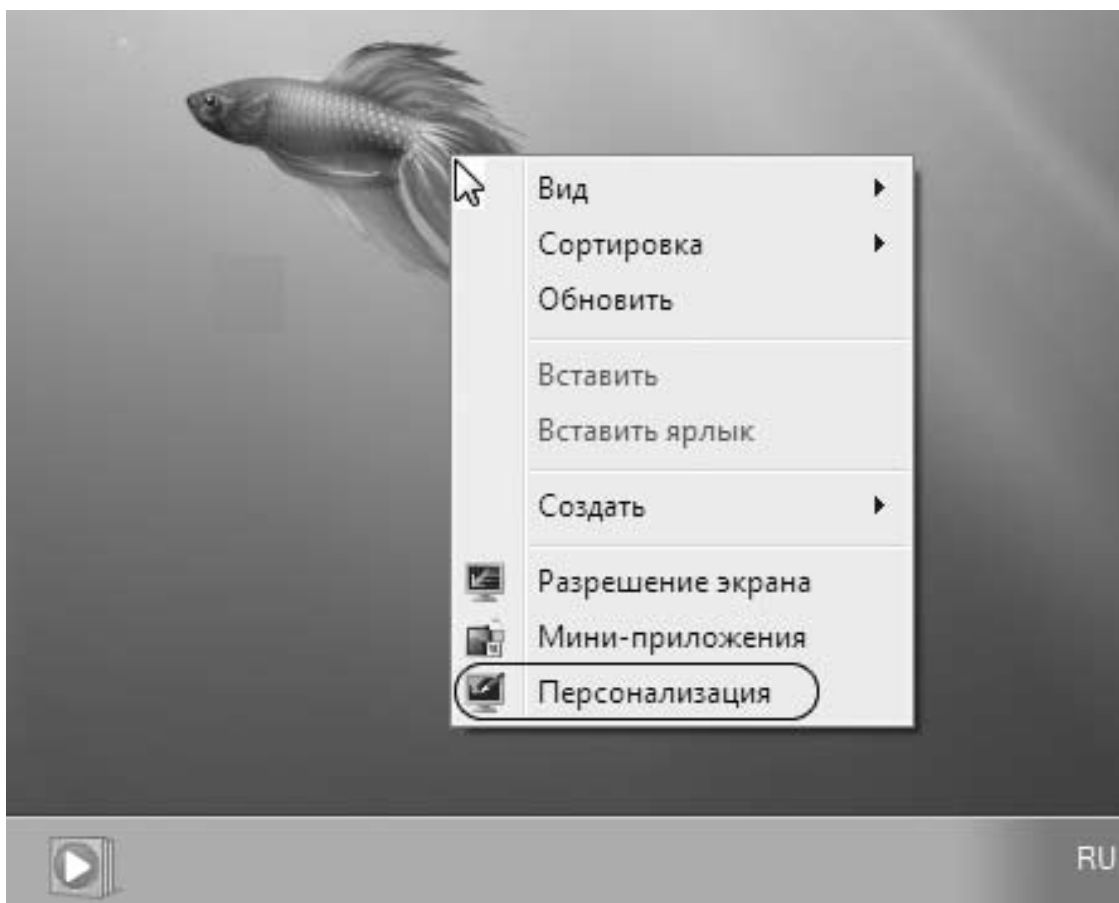 Вид
Сортировка
Обновить
Вставить
Вставить ярлык
Создать
Разрешение экрана
Мини-приложения
Персонализация
RU